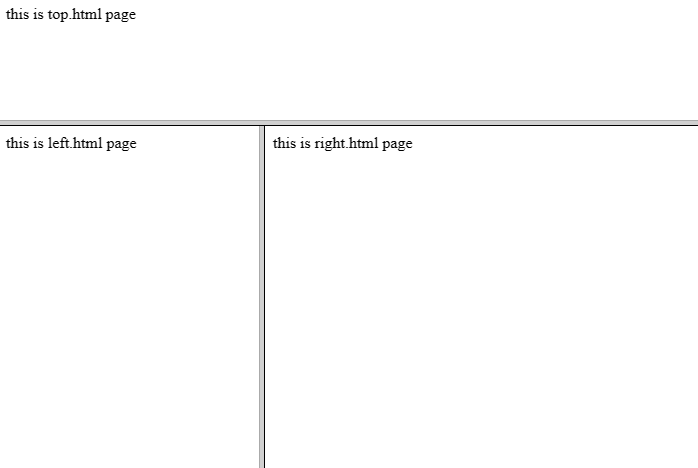 this is top.html page
this is left.html page
this is right.html page